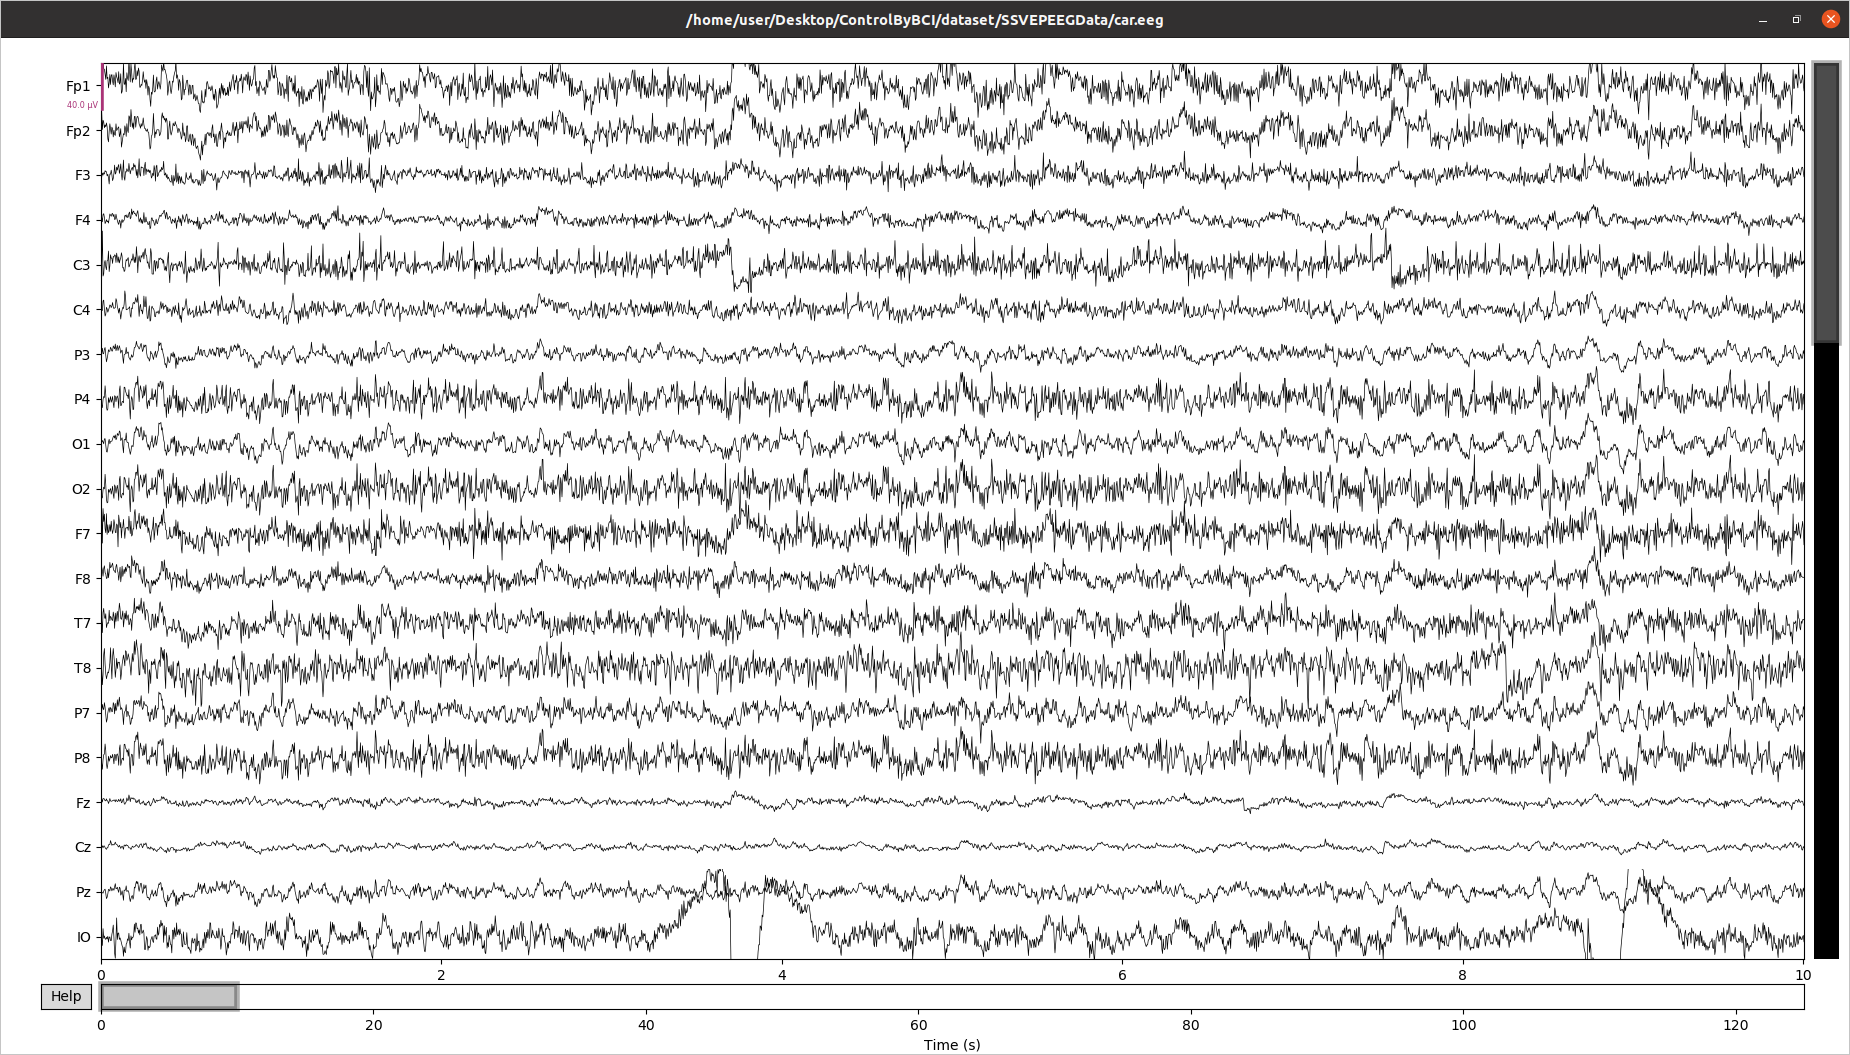 /home/user/Desktop/ControlByBCI/dataset/SSVEPEEGData/car.eeg
Fp1
40.0 µV
Fp2
F3
F4
C3
C4
P3
P4
O1
O2
F7
F8
T7
T8
P7
P8
Fz
Cz
Pz
IO
0 2 4 6 8 10
Help
0 20 40 60 80 100 120
Time (s)